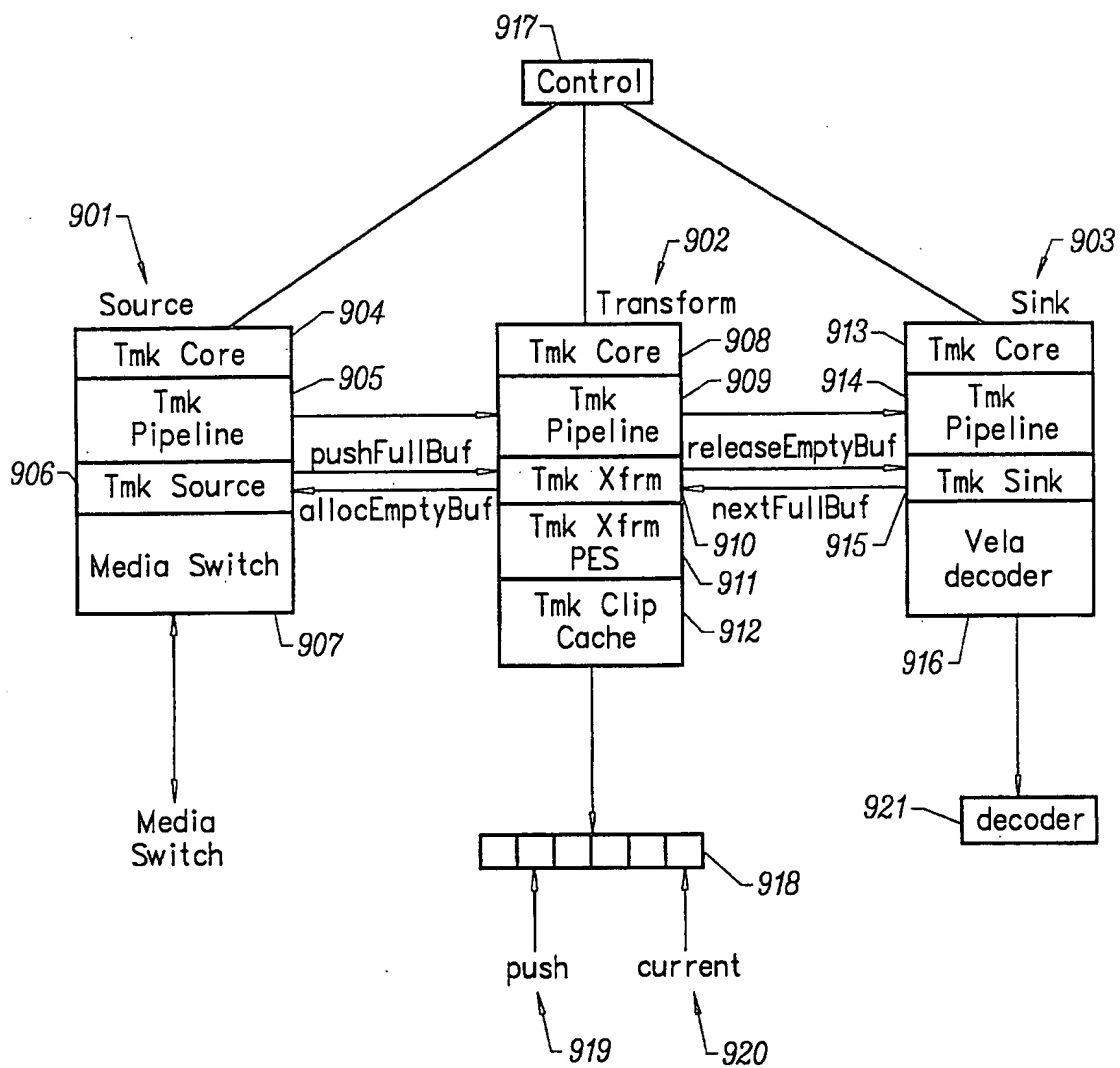 917
Control
901
902
903
Source
Transform
Sink
904
908
913
Tmk Core
Tmk Core
Tmk Core
905
909
914
Tmk
Pipeline
Tmk
Pipeline
Tmk
Pipeline
pushFullBuf
releaseEmptyBuf
906
Tmk Source
Tmk Xfrm
Tmk Sink
allocEmptyBuf
nextFullBuf
910
915
Media Switch
Tmk Xfrm
PES
911
Vela
decoder
Tmk Clip
Cache
912
907
916
Media
Switch
921
decoder
918
push
current
919
920